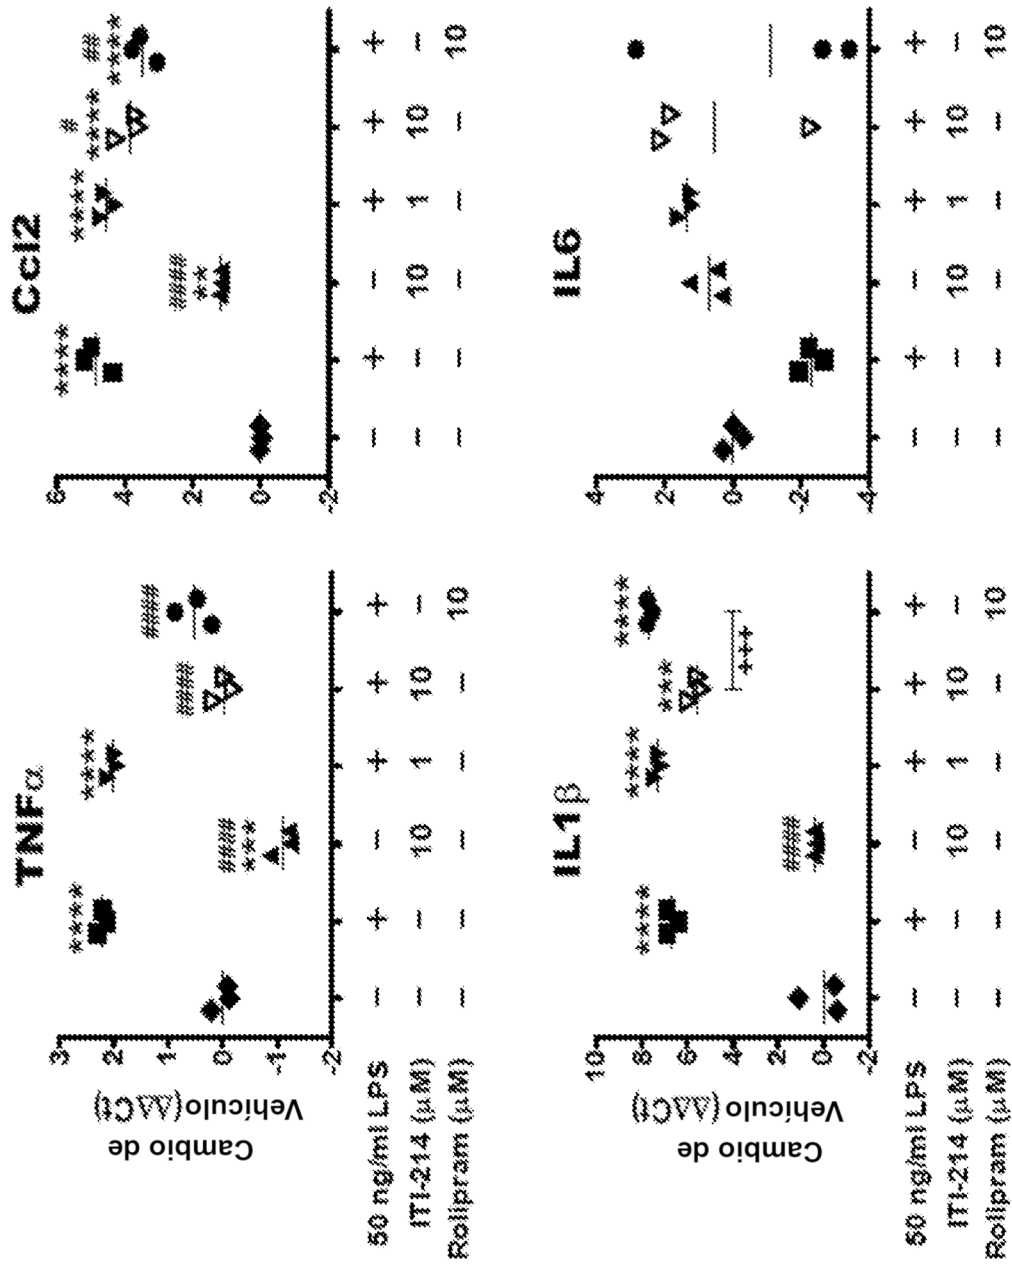 TNFα
3
2
1
0
-1
-2
Cambio de
Vehículo (ΔΔCt)
****
####
***
****
####
####
50 ng/ml LPS − + − + + +
ITI-214 (µM) − − 10 1 10 −
Rolipram (µM) − − − − − 10
Ccl2
6
4
2
0
-2
****
####
**
****
#
****
##
****
− + − + + +
− − 10 1 10 −
− − − − − 10
IL1β
10
8
6
4
2
0
-2
Cambio de
Vehículo (ΔΔCt)
****
####
****
***
****
+++
50 ng/ml LPS − + − + + +
ITI-214 (µM) − − 10 1 10 −
Rolipram (µM) − − − − − 10
IL6
4
2
0
-2
-4
− + − + + +
− − 10 1 10 −
− − − − − 10